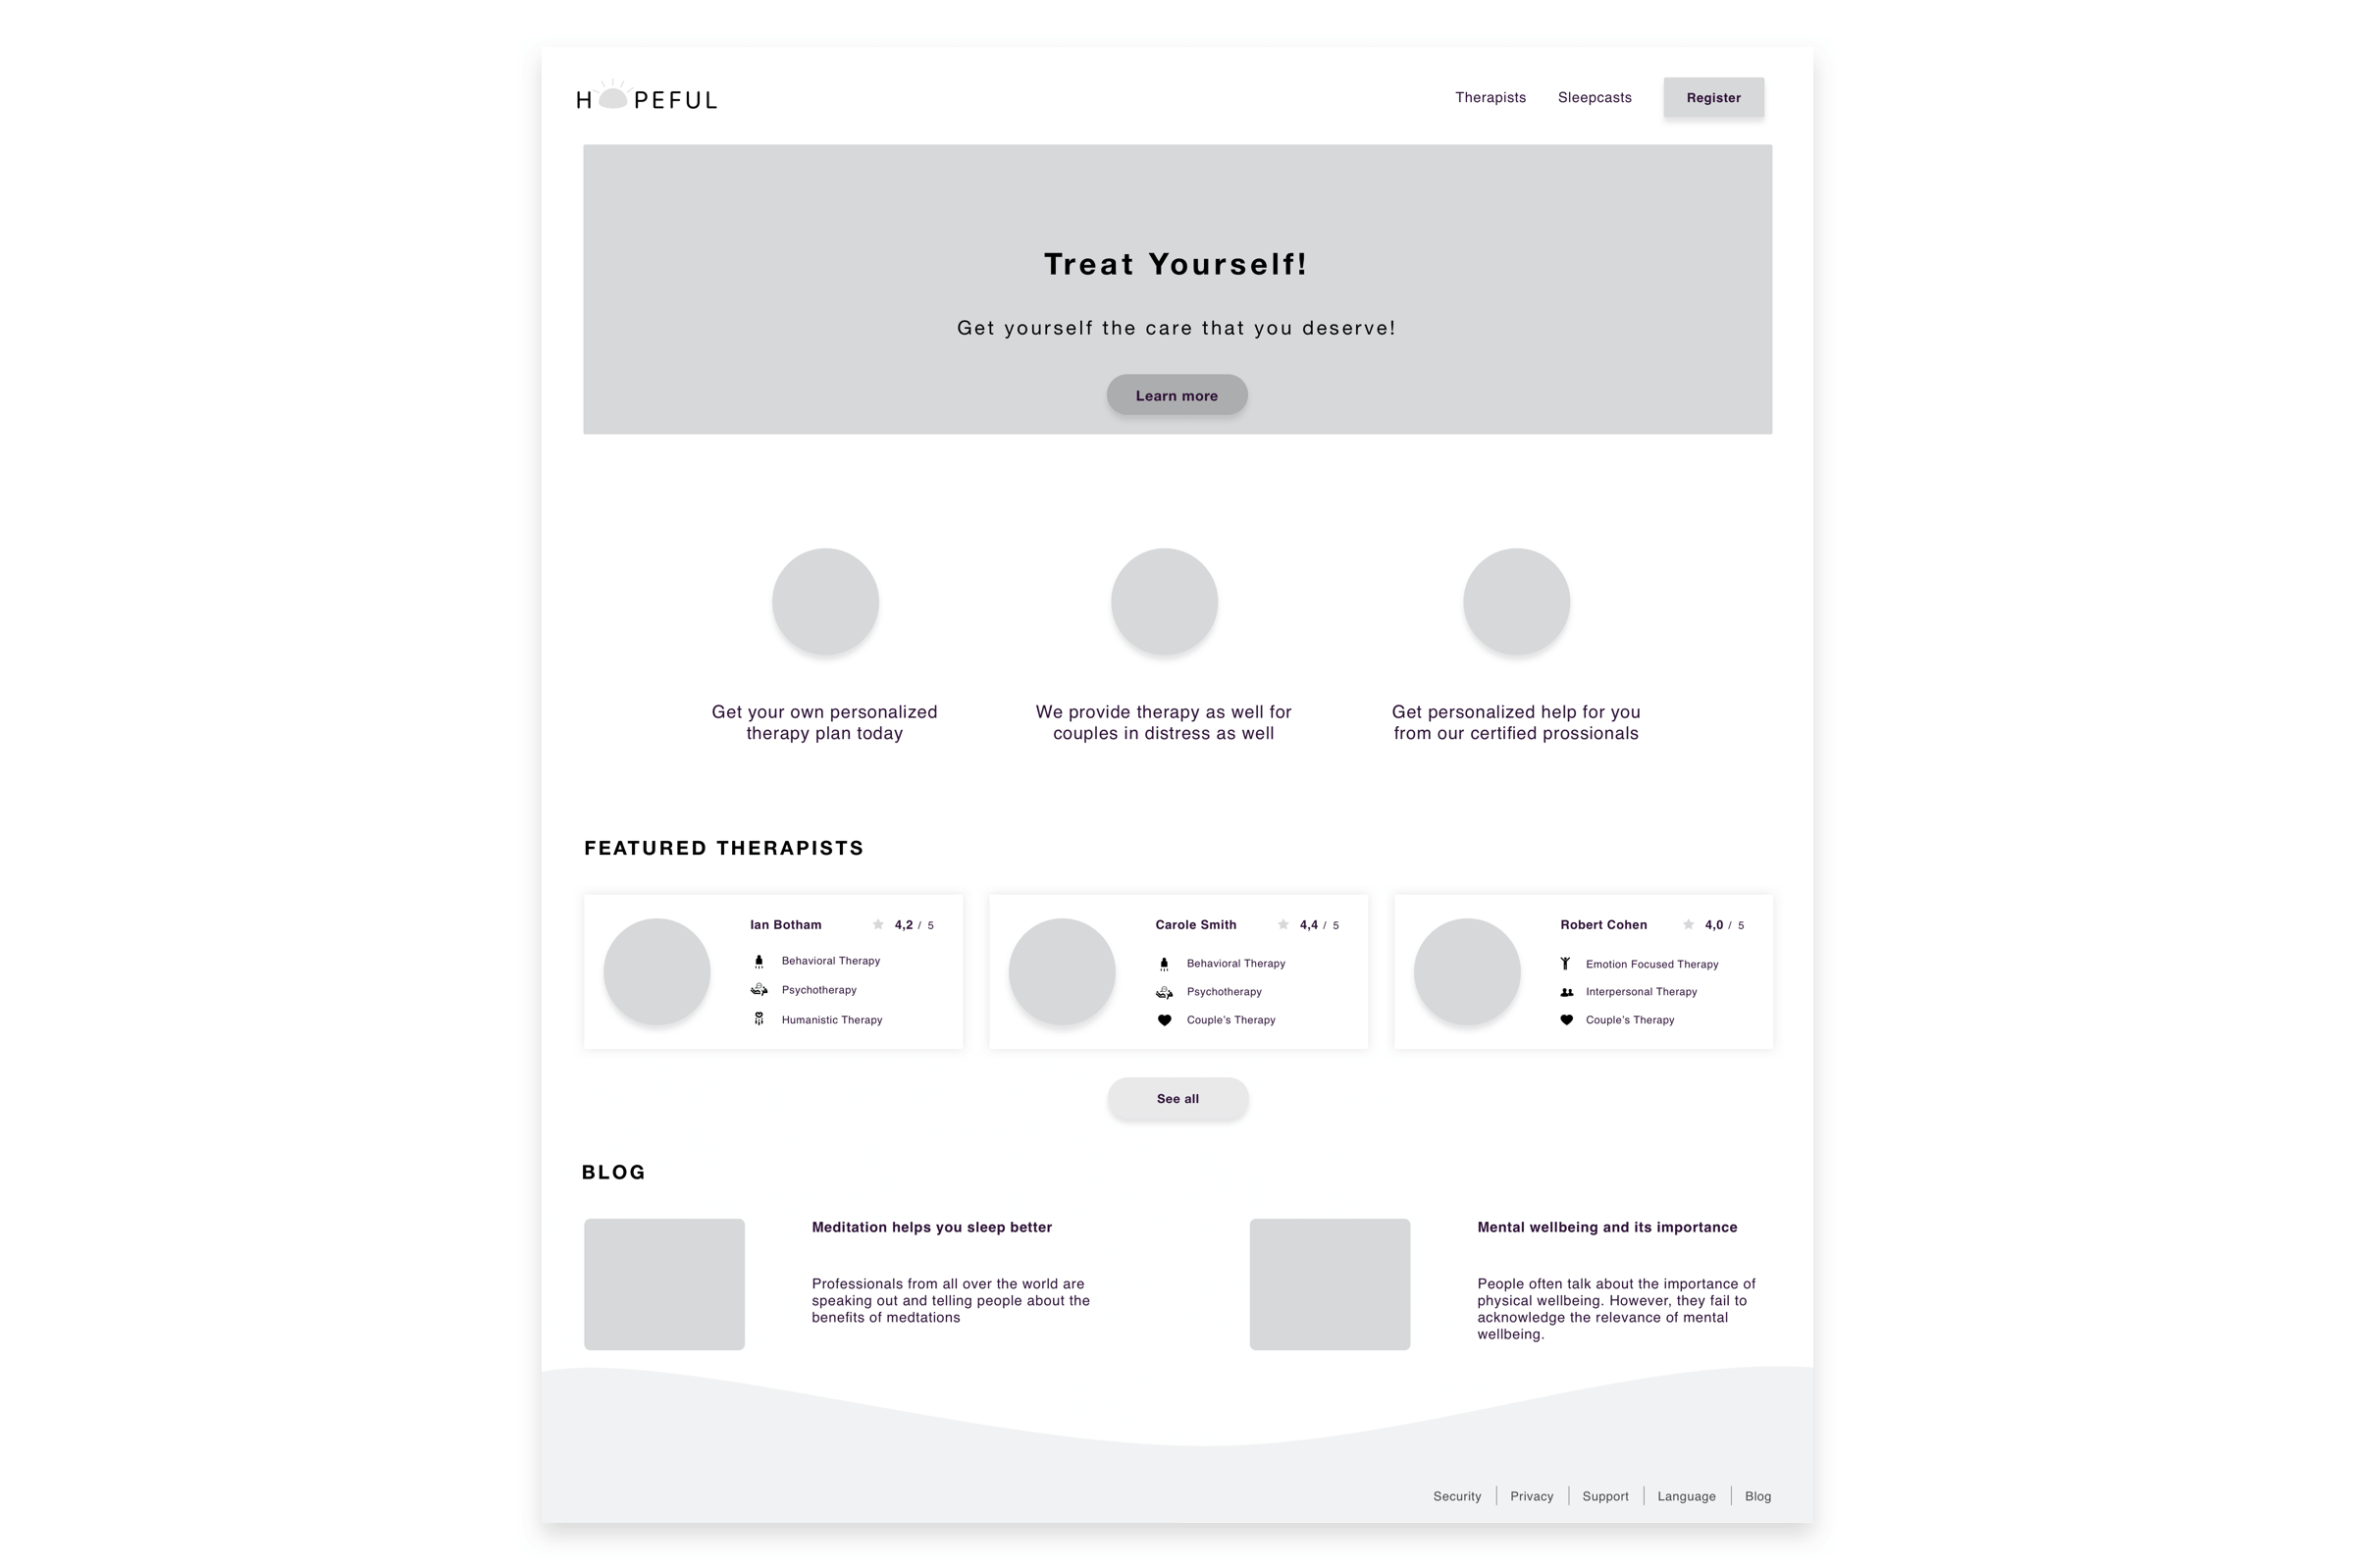 HOPEFUL
Therapists Sleepcasts Register
Treat Yourself!
Get yourself the care that you deserve!
Learn more
Get your own personalized
therapy plan today
We provide therapy as well for
couples in distress as well
Get personalized help for you
from our certified prossionals
FEATURED THERAPISTS
Ian Botham 4,2 / 5
Behavioral Therapy
Psychotherapy
Humanistic Therapy
Carole Smith 4,4 / 5
Behavioral Therapy
Psychotherapy
Couple's Therapy
Robert Cohen 4,0 / 5
Emotion Focused Therapy
Interpersonal Therapy
Couple's Therapy
See all
BLOG
Meditation helps you sleep better
Professionals from all over the world are
speaking out and telling people about the
benefits of medtations
Mental wellbeing and its importance
People often talk about the importance of
physical wellbeing. However, they fail to
acknowledge the relevance of mental
wellbeing.
Security Privacy Support Language Blog